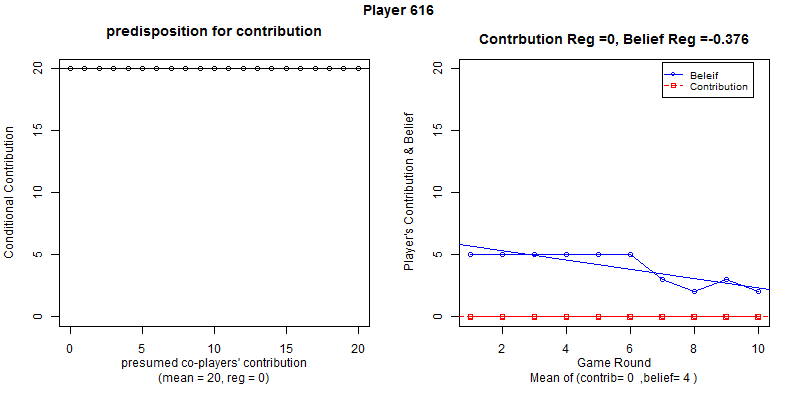 Player 616
predisposition for contribution
Conditional Contribution
0
5
10
15
20
0
5
10
15
20
presumed co-players' contribution
(mean = 20, reg = 0)
Contrbution Reg =0, Belief Reg =-0.376
Player's Contribution & Belief
0
5
10
15
20
Beleif
Contribution
2
4
6
8
10
Game Round
Mean of (contrib= 0 ,belief= 4 )